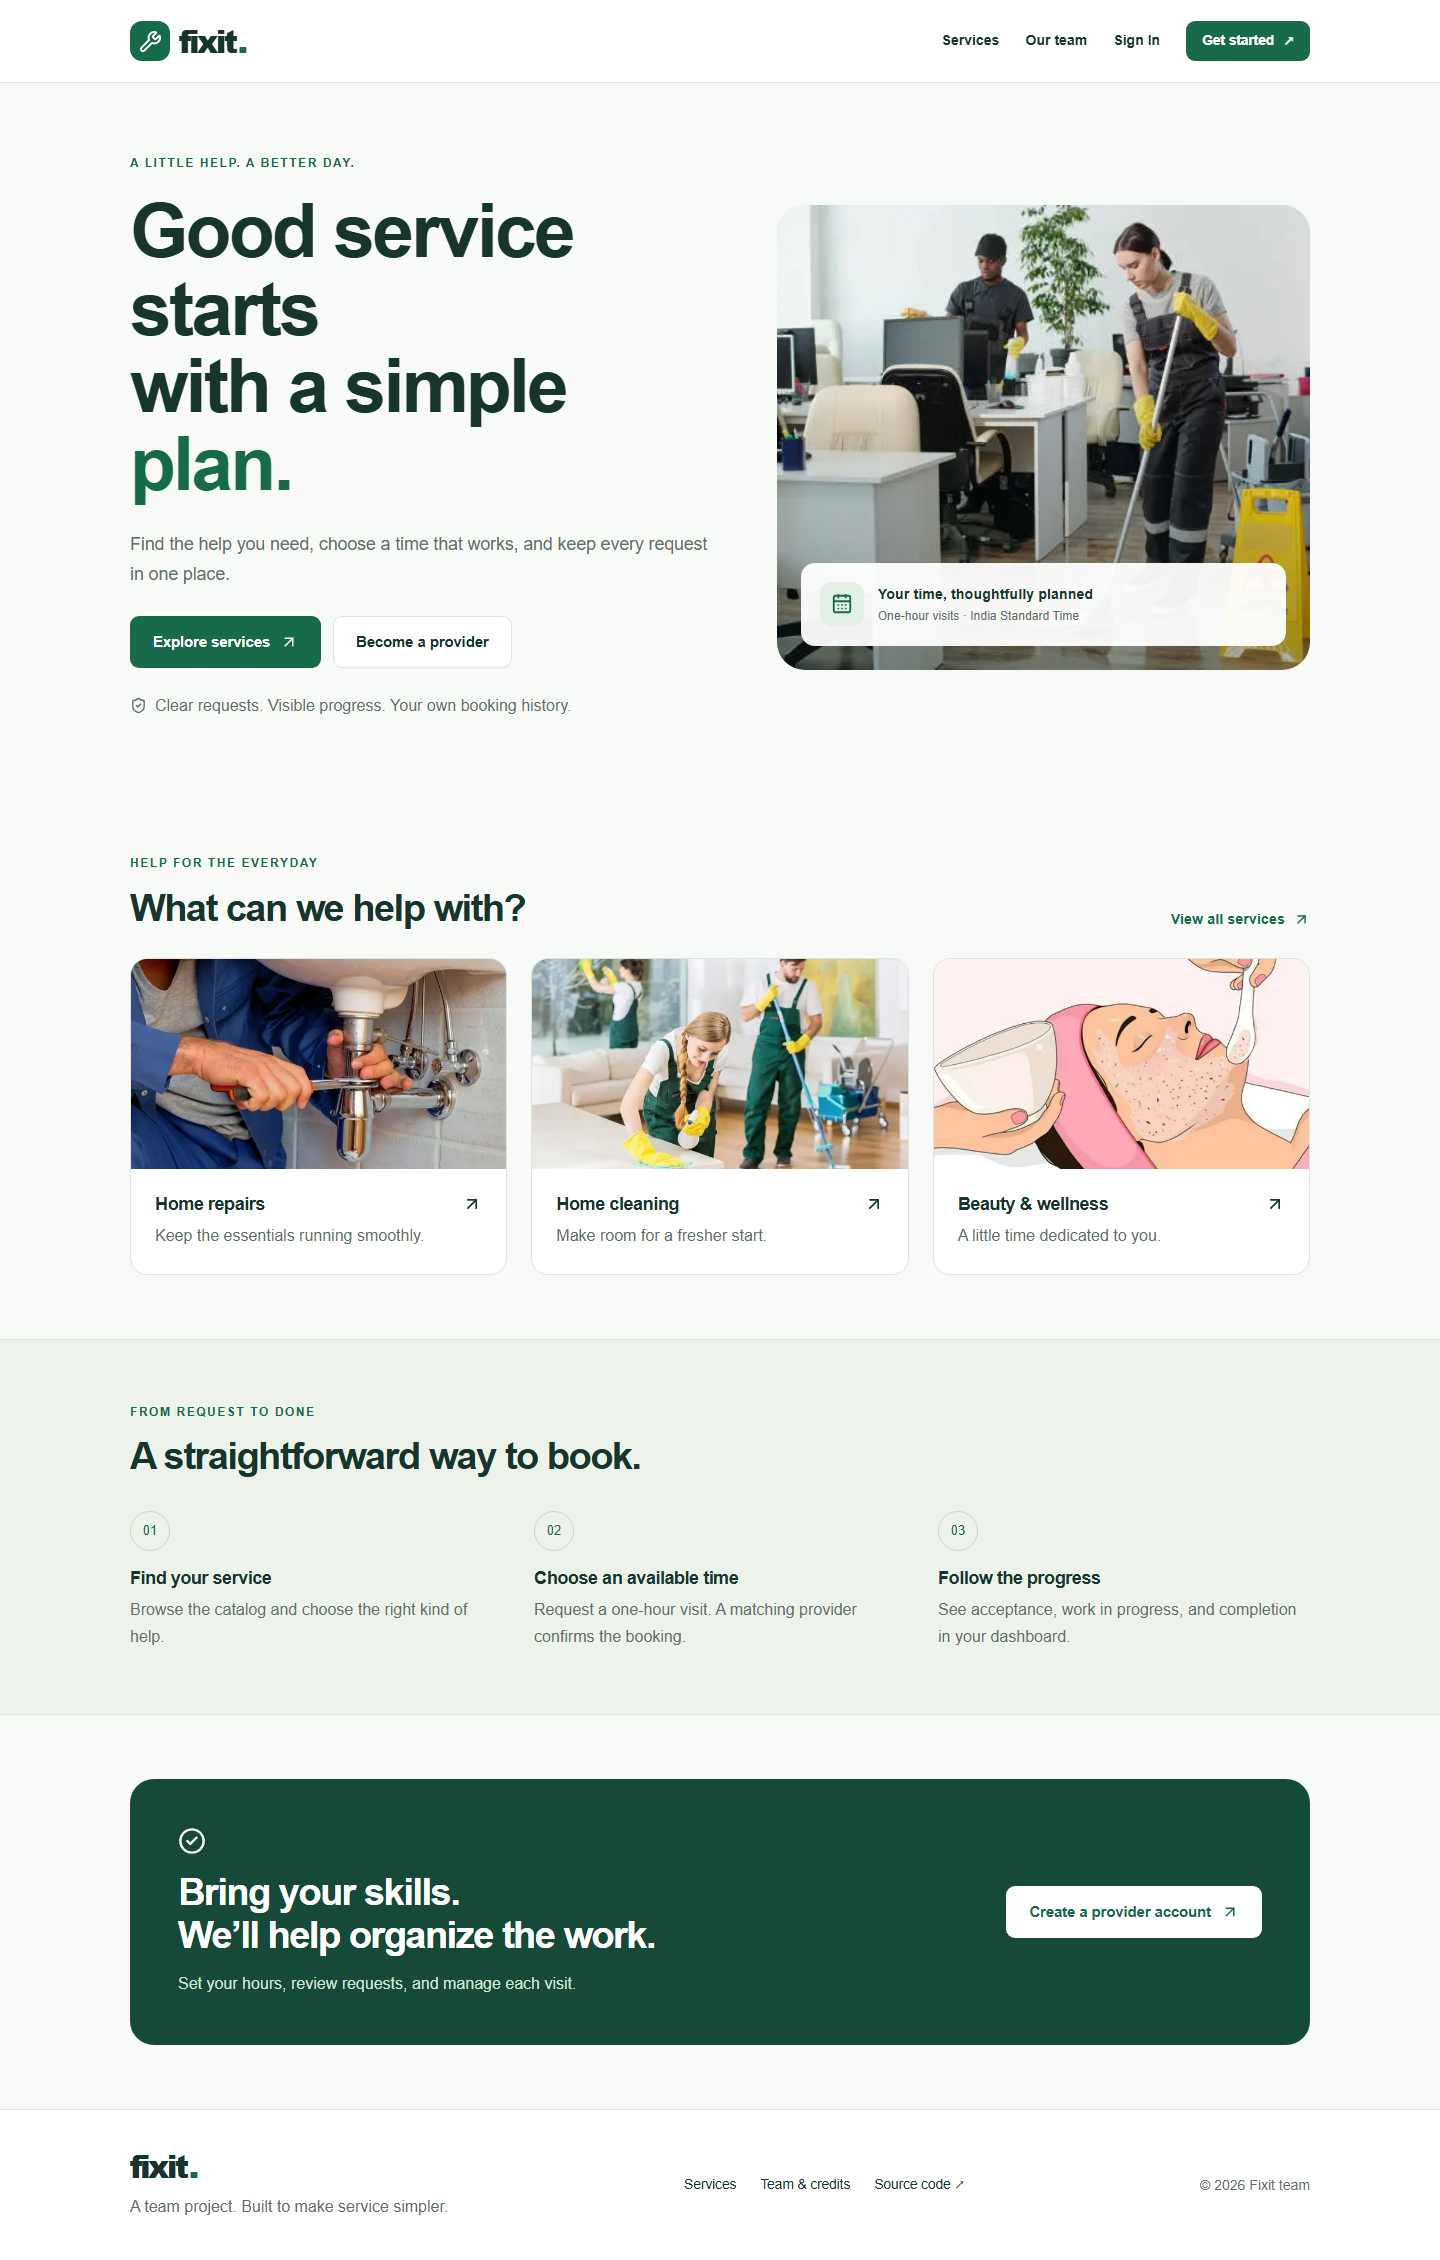 fixit.
Services Our team Sign in Get started ↗
A LITTLE HELP. A BETTER DAY.
Good service
starts
with a simple
plan.
Find the help you need, choose a time that works, and keep every request
in one place.
Explore services Become a provider
Clear requests. Visible progress. Your own booking history.
Your time, thoughtfully planned
One-hour visits · India Standard Time
HELP FOR THE EVERYDAY
What can we help with?
View all services
Home repairs
Keep the essentials running smoothly.
Home cleaning
Make room for a fresher start.
Beauty & wellness
A little time dedicated to you.
FROM REQUEST TO DONE
A straightforward way to book.
01
Find your service
Browse the catalog and choose the right kind of
help.
02
Choose an available time
Request a one-hour visit. A matching provider
confirms the booking.
03
Follow the progress
See acceptance, work in progress, and completion
in your dashboard.
Bring your skills.
We’ll help organize the work.
Set your hours, review requests, and manage each visit.
Create a provider account
fixit.
A team project. Built to make service simpler.
Services Team & credits Source code ↗
© 2026 Fixit team